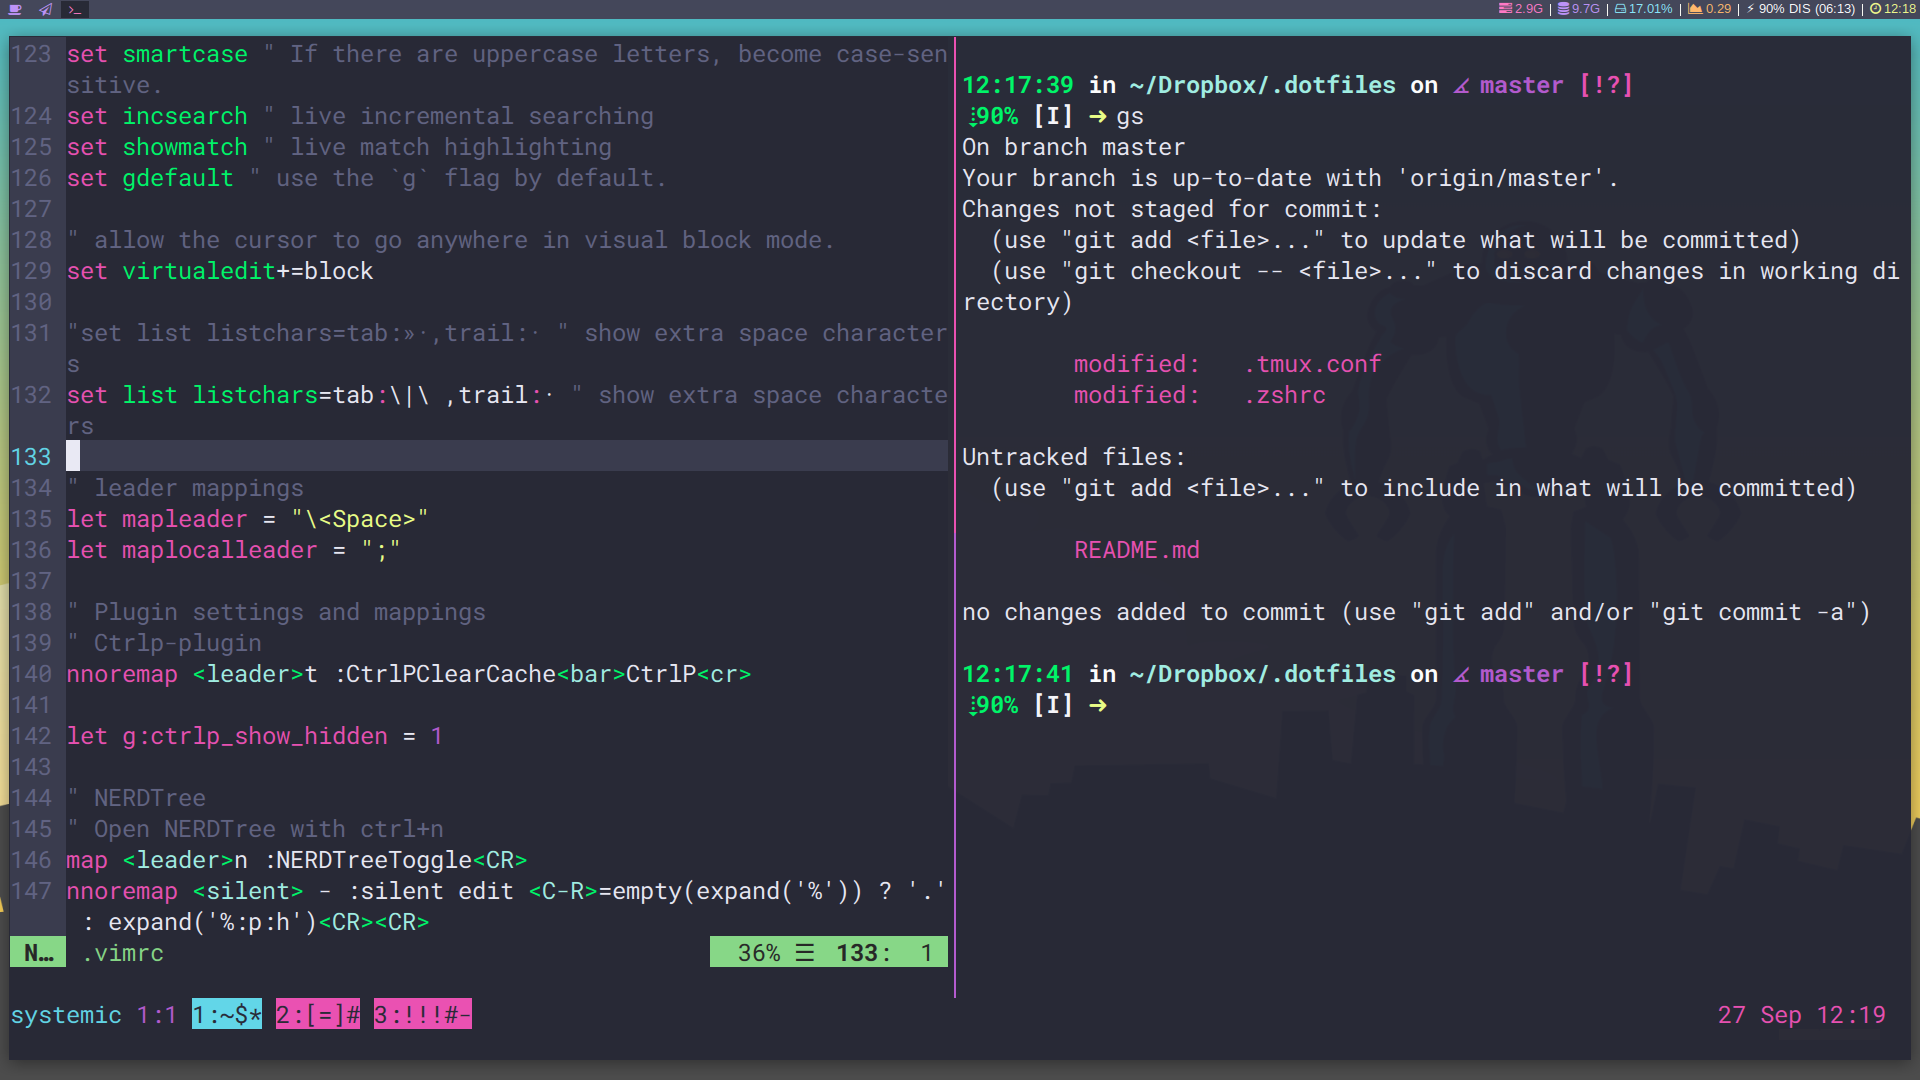 2.9G | 9.7G | 17.01% | 0.29 | ⚡ 90% DIS (06:13) | 12:18
123 set smartcase " If there are uppercase letters, become case-sen
sitive.
124 set incsearch " live incremental searching
125 set showmatch " live match highlighting
126 set gdefault " use the `g` flag by default.
127
128 " allow the cursor to go anywhere in visual block mode.
129 set virtualedit+=block
130
131 "set list listchars=tab:»·,trail:· " show extra space character
s
132 set list listchars=tab:\|\ ,trail:· " show extra space characte
rs
133
134 " leader mappings
135 let mapleader = "\<Space>"
136 let maplocalleader = ";"
137
138 " Plugin settings and mappings
139 " Ctrlp-plugin
140 nnoremap <leader>t :CtrlPClearCache<bar>CtrlP<cr>
141
142 let g:ctrlp_show_hidden = 1
143
144 " NERDTree
145 " Open NERDTree with ctrl+n
146 map <leader>n :NERDTreeToggle<CR>
147 nnoremap <silent> - :silent edit <C-R>=empty(expand('%')) ? '.'
: expand('%:p:h')<CR><CR>
N… .vimrc 36% ☰ 133: 1
12:17:39 in ~/Dropbox/.dotfiles on master [!?]
90% [I] ➜ gs
On branch master
Your branch is up-to-date with 'origin/master'.
Changes not staged for commit:
(use "git add <file>..." to update what will be committed)
(use "git checkout -- <file>..." to discard changes in working di
rectory)
modified: .tmux.conf
modified: .zshrc
Untracked files:
(use "git add <file>..." to include in what will be committed)
README.md
no changes added to commit (use "git add" and/or "git commit -a")
12:17:41 in ~/Dropbox/.dotfiles on master [!?]
90% [I] ➜
systemic 1:1 1:~$* 2:[=]# 3:!!!#- 27 Sep 12:19